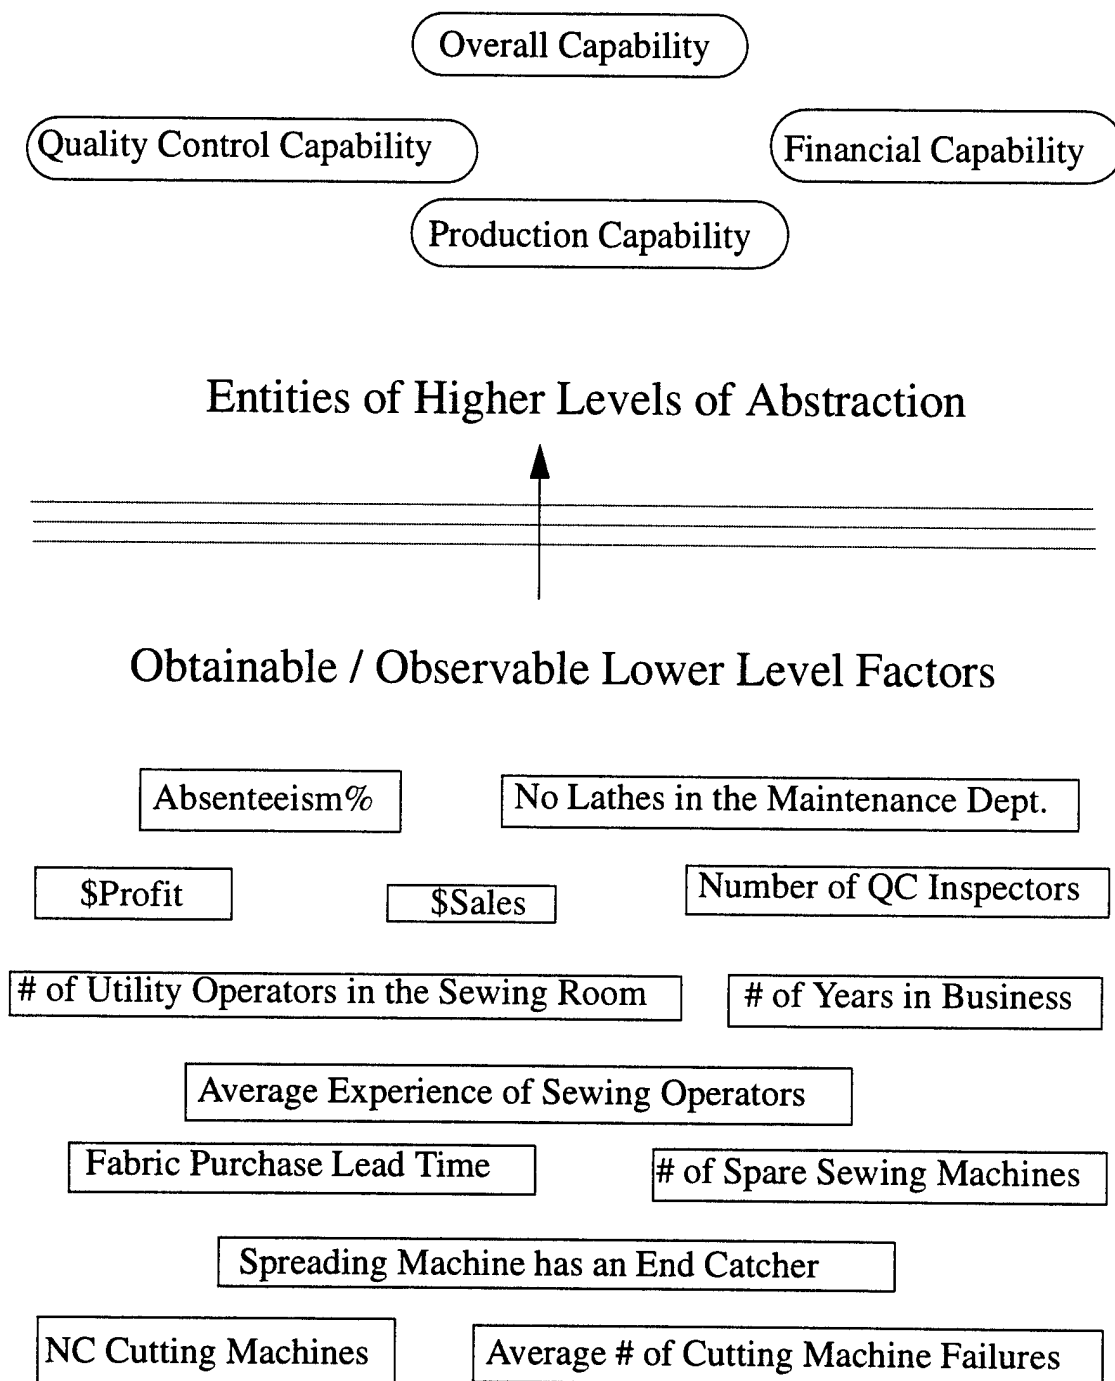 Overall Capability
Quality Control Capability
Financial Capability
Production Capability
Entities of Higher Levels of Abstraction
Obtainable / Observable Lower Level Factors
Absenteeism%
No Lathes in the Maintenance Dept.
$Profit
$Sales
Number of QC Inspectors
# of Utility Operators in the Sewing Room
# of Years in Business
Average Experience of Sewing Operators
Fabric Purchase Lead Time
# of Spare Sewing Machines
Spreading Machine has an End Catcher
NC Cutting Machines
Average # of Cutting Machine Failures